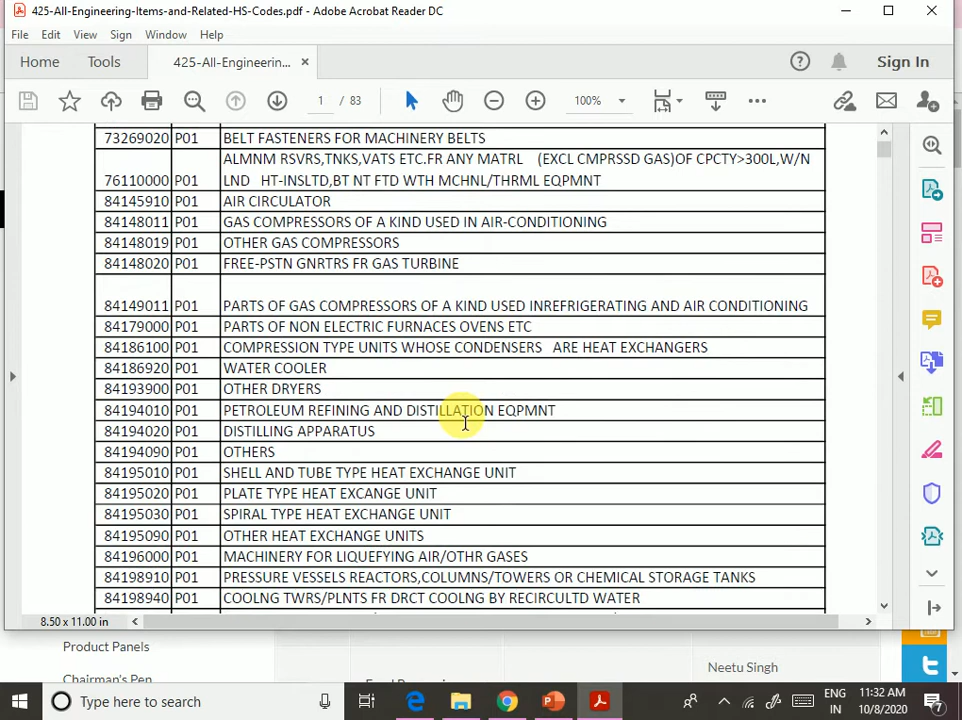 425-All-Engineering-Items-and-Related-HS-Codes.pdf - Adobe Acrobat Reader DC
File Edit View Sign Window Help
Home Tools 425-All-Engineerin... × Sign In
1 / 83 100%
73269020 P01 BELT FASTENERS FOR MACHINERY BELTS
ALMNM RSVRS,TNKS,VATS ETC.FR ANY MATRL (EXCL CMPRSSD GAS)OF CPCTY>300L,W/N
76110000 P01 LND HT-INSLTD,BT NT FTD WTH MCHNL/THRML EQPMNT
84145910 P01 AIR CIRCULATOR
84148011 P01 GAS COMPRESSORS OF A KIND USED IN AIR-CONDITIONING
84148019 P01 OTHER GAS COMPRESSORS
84148020 P01 FREE-PSTN GNRTRS FR GAS TURBINE
84149011 P01 PARTS OF GAS COMPRESSORS OF A KIND USED INREFRIGERATING AND AIR CONDITIONING
84179000 P01 PARTS OF NON ELECTRIC FURNACES OVENS ETC
84186100 P01 COMPRESSION TYPE UNITS WHOSE CONDENSERS ARE HEAT EXCHANGERS
84186920 P01 WATER COOLER
84193900 P01 OTHER DRYERS
84194010 P01 PETROLEUM REFINING AND DISTILLATION EQPMNT
84194020 P01 DISTILLING APPARATUS
84194090 P01 OTHERS
84195010 P01 SHELL AND TUBE TYPE HEAT EXCHANGE UNIT
84195020 P01 PLATE TYPE HEAT EXCANGE UNIT
84195030 P01 SPIRAL TYPE HEAT EXCHANGE UNIT
84195090 P01 OTHER HEAT EXCHANGE UNITS
84196000 P01 MACHINERY FOR LIQUEFYING AIR/OTHR GASES
84198910 P01 PRESSURE VESSELS REACTORS,COLUMNS/TOWERS OR CHEMICAL STORAGE TANKS
84198940 P01 COOLNG TWRS/PLNTS FR DRCT COOLNG BY RECIRCULTD WATER
8.50 x 11.00 in
Product Panels
Chairman's Pen
Neetu Singh
Type here to search
ENG 11:32 AM
IN 10/8/2020 7